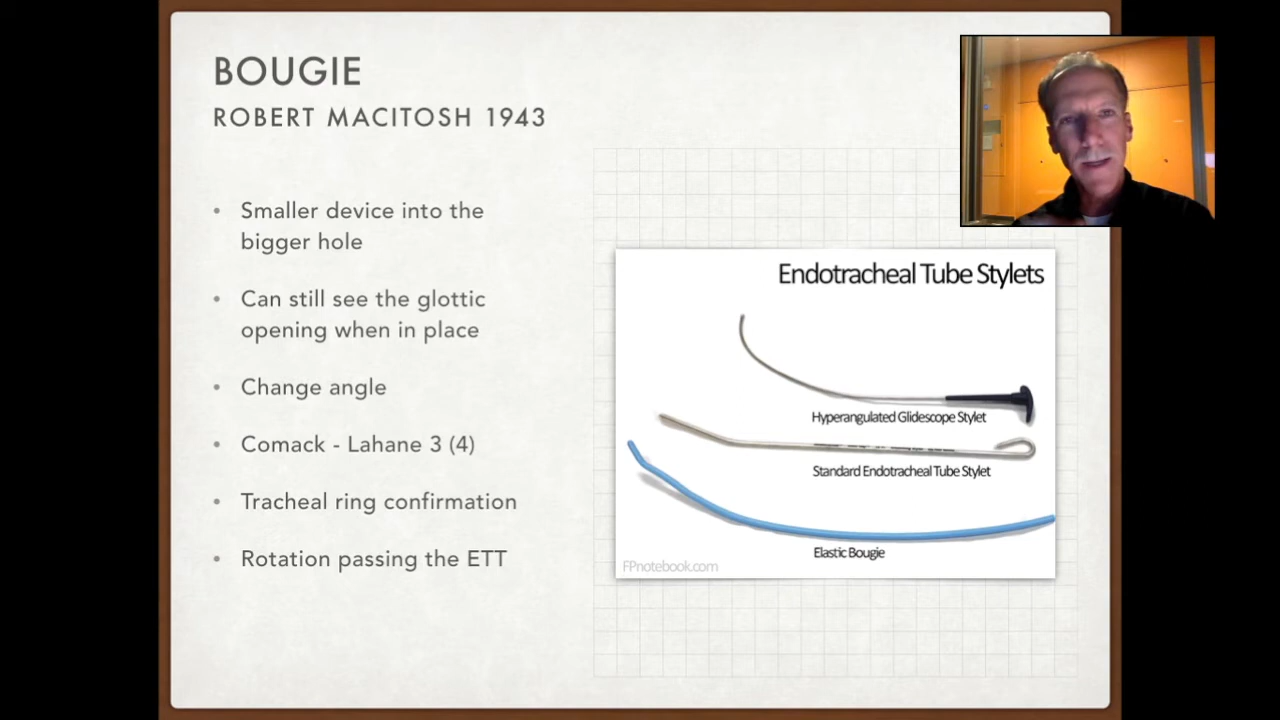 BOUGIE
ROBERT MACITOSH 1943
• Smaller device into the
bigger hole
• Can still see the glottic
opening when in place
• Change angle
• Comack - Lahane 3 (4)
• Tracheal ring confirmation
• Rotation passing the ETT
Endotracheal Tube Stylets
Hyperangulated Glidescope Stylet
Standard Endotracheal Tube Stylet
Elastic Bougie
FPnotebook.com